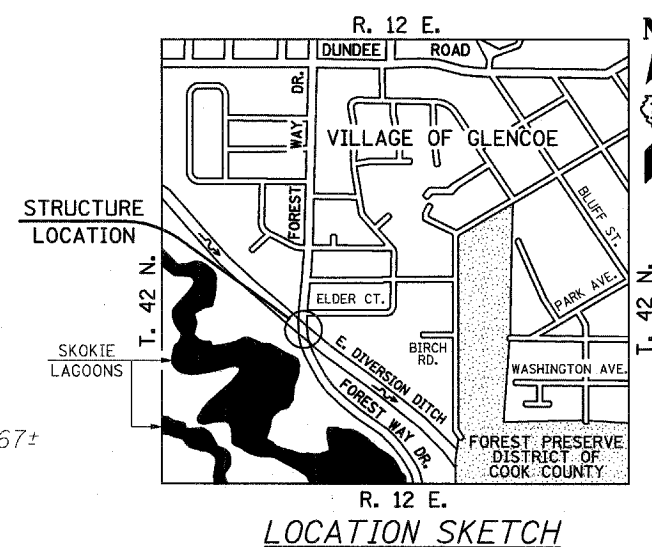 R. 12 E.
N
DUNDEE ROAD
FOREST WAY DR.
VILLAGE OF GLENCOE
STRUCTURE
LOCATION
BLUFF ST.
T. 42 N.
T. 42 N.
ELDER CT.
PARK AVE.
SKOKIE
LAGOONS
E. DIVERSION DITCH
BIRCH
RD.
WASHINGTON AVE.
FOREST WAY DR.
67±
FOREST PRESERVE
DISTRICT OF
COOK COUNTY
R. 12 E.
LOCATION SKETCH